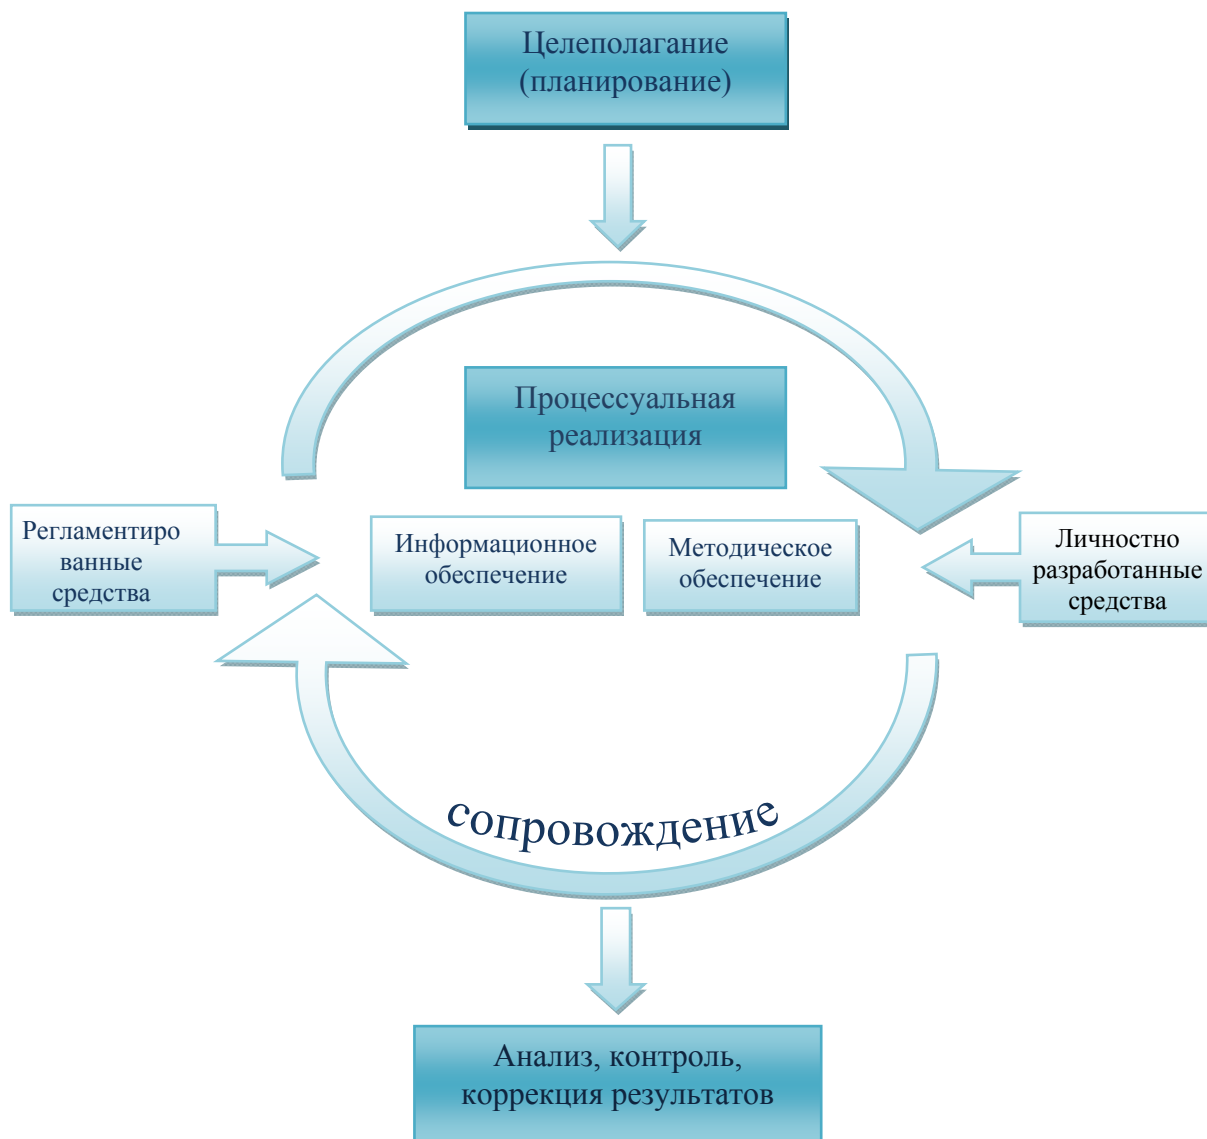 Целеполагание
(планирование)
Процессуальная
реализация
Регламентиро
ванные
средства
Информационное
обеспечение
Методическое
обеспечение
Личностно
разработанные
средства
сопровождение
Анализ, контроль,
коррекция результатов